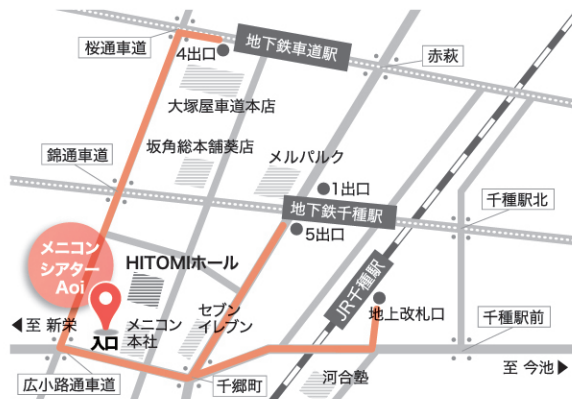 桜通車道
4出口
地下鉄車道駅
赤萩
大塚屋車道本店
坂角総本舗葵店
メルパルク
錦通車道
1出口
地下鉄千種駅
5出口
千種駅北
メニコン
シアター
Aoi
HITOMIホール
JR千種駅
地上改札口
セブン
イレブン
至 新栄
入口
メニコン
本社
千種駅前
至 今池
広小路通車道
千郷町
河合塾